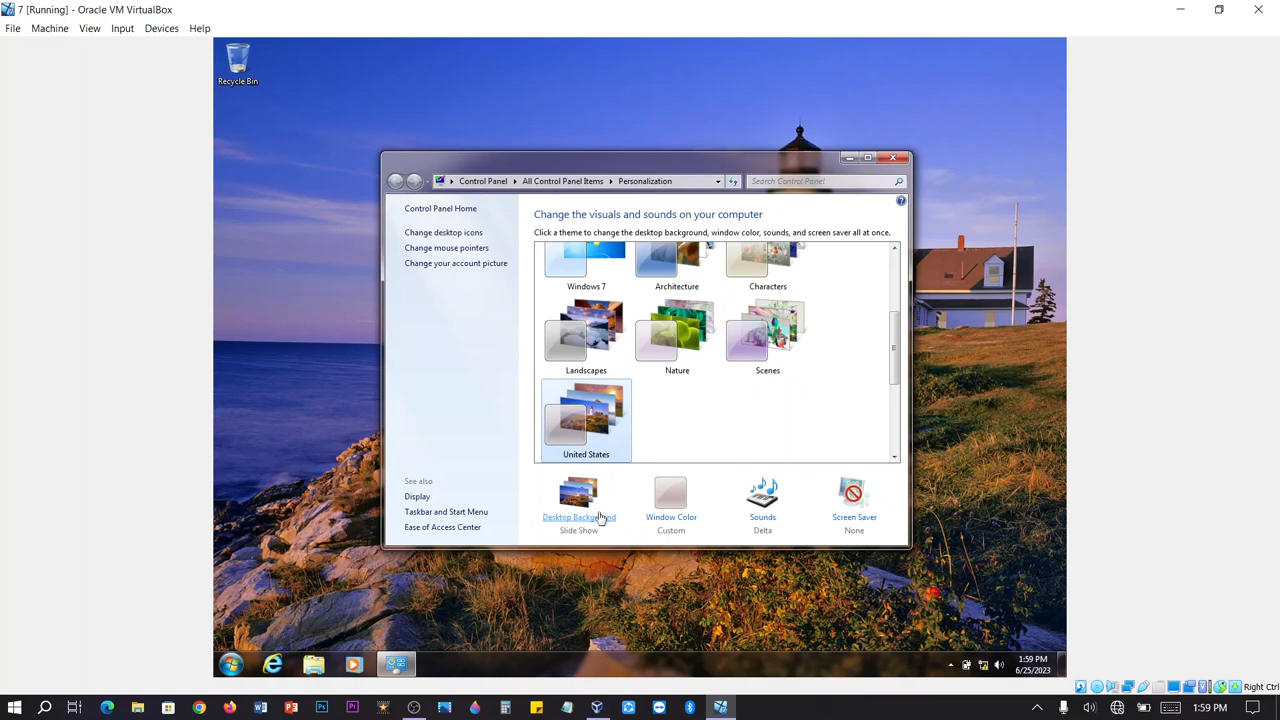 7 [Running] - Oracle VM VirtualBox
File Machine View Input Devices Help
Recycle Bin
Control Panel All Control Panel Items Personalization Search Control Panel
Control Panel Home
Change desktop icons
Change mouse pointers
Change your account picture
See also
Display
Taskbar and Start Menu
Ease of Access Center
Change the visuals and sounds on your computer
Click a theme to change the desktop background, window color, sounds, and screen saver all at once.
Windows 7 Architecture Characters
Landscapes Nature Scenes
United States
Desktop Background Window Color Sounds Screen Saver
Slide Show Custom Delta None
1:59 PM
6/25/2023
Right Ctrl
1:59 PM